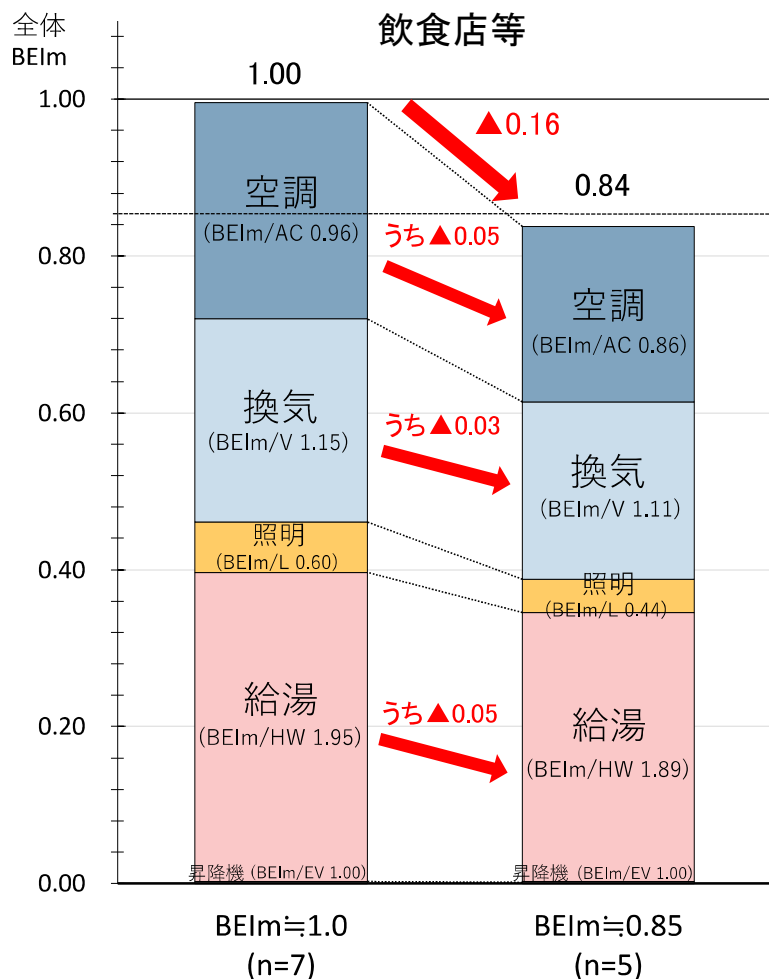 全体
BEIm
飲食店等
1.00
1.00
▲0.16
0.84
空調
(BEIm/AC 0.96)
うち▲0.05
0.80
空調
(BEIm/AC 0.86)
0.60
換気
(BEIm/V 1.15)
うち▲0.03
換気
(BEIm/V 1.11)
照明
(BEIm/L 0.60)
0.40
照明
(BEIm/L 0.44)
給湯
(BEIm/HW 1.95)
うち▲0.05
給湯
(BEIm/HW 1.89)
0.20
昇降機 (BEIm/EV 1.00)
昇降機 (BEIm/EV 1.00)
0.00
BEIm≒1.0
(n=7)
BEIm≒0.85
(n=5)